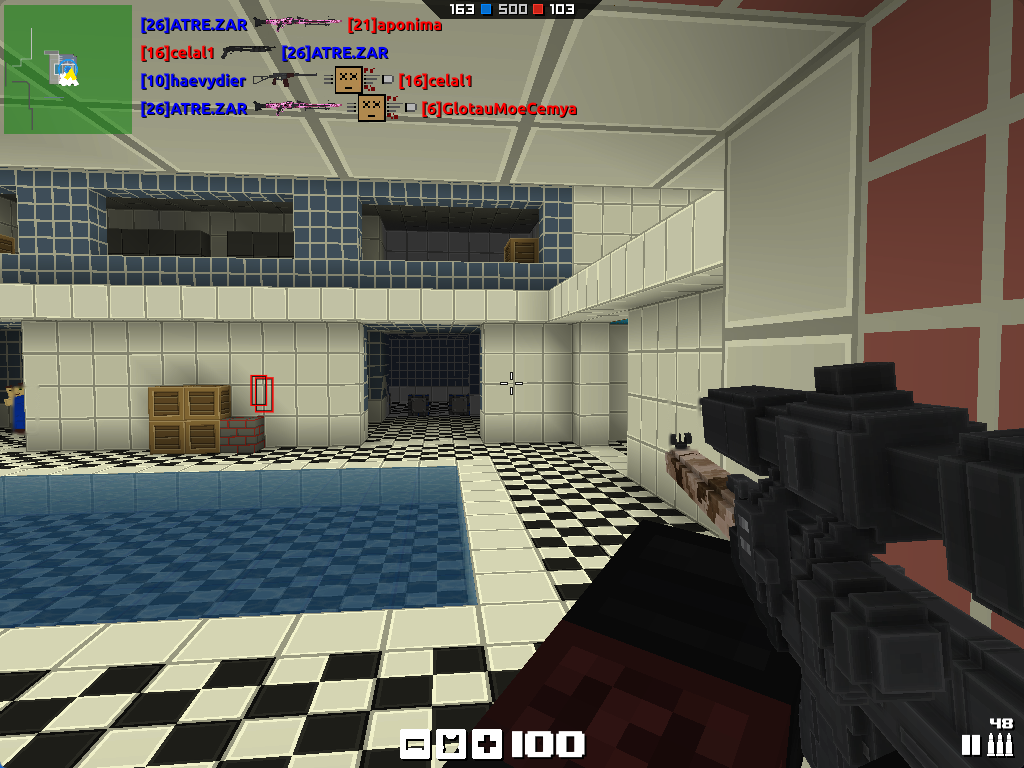 163 500 103
[26]ATRE.ZAR [21]aponima
[16]celal1 [26]ATRE.ZAR
[10]haevydier [16]celal1
[26]ATRE.ZAR [6]GlotauMoeCemya
48
100